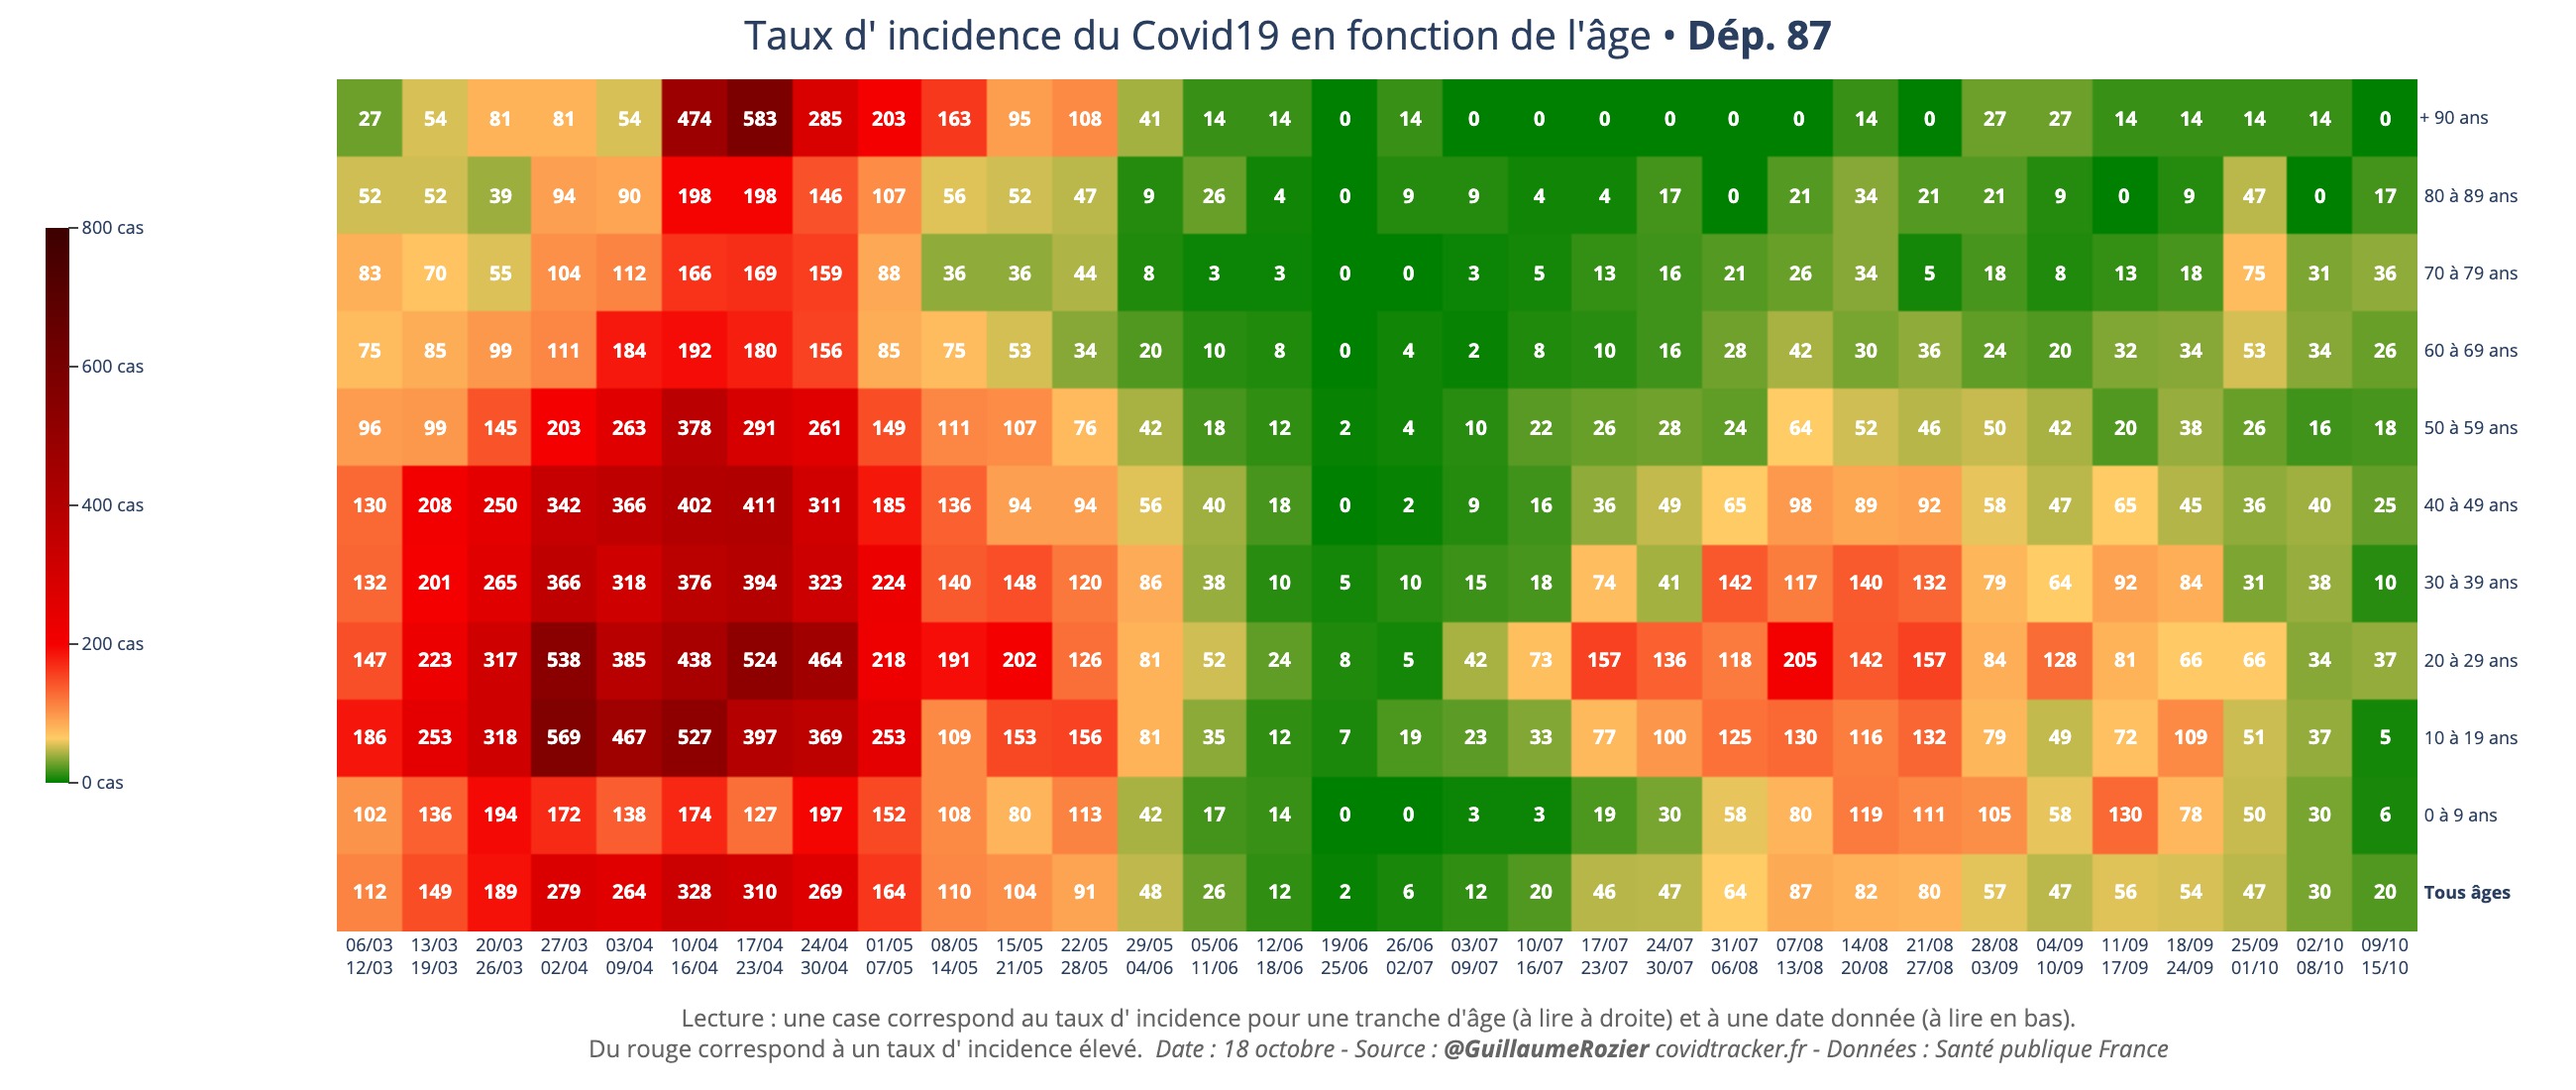 Taux d' incidence du Covid19 en fonction de l'âge • Dép. 87
27 54 81 81 54 474 583 285 203 163 95 108 41 14 14 0 14 0 0 0 0 0 0 14 0 27 27 14 14 14 14 0 + 90 ans
52 52 39 94 90 198 198 146 107 56 52 47 9 26 4 0 9 9 4 4 17 0 21 34 21 21 9 0 9 47 0 17 80 à 89 ans
83 70 55 104 112 166 169 159 88 36 36 44 8 3 3 0 0 3 5 13 16 21 26 34 5 18 8 13 18 75 31 36 70 à 79 ans
75 85 99 111 184 192 180 156 85 75 53 34 20 10 8 0 4 2 8 10 16 28 42 30 36 24 20 32 34 53 34 26 60 à 69 ans
96 99 145 203 263 378 291 261 149 111 107 76 42 18 12 2 4 10 22 26 28 24 64 52 46 50 42 20 38 26 16 18 50 à 59 ans
130 208 250 342 366 402 411 311 185 136 94 94 56 40 18 0 2 9 16 36 49 65 98 89 92 58 47 65 45 36 40 25 40 à 49 ans
132 201 265 366 318 376 394 323 224 140 148 120 86 38 10 5 10 15 18 74 41 142 117 140 132 79 64 92 84 31 38 10 30 à 39 ans
147 223 317 538 385 438 524 464 218 191 202 126 81 52 24 8 5 42 73 157 136 118 205 142 157 84 128 81 66 66 34 37 20 à 29 ans
186 253 318 569 467 527 397 369 253 109 153 156 81 35 12 7 19 23 33 77 100 125 130 116 132 79 49 72 109 51 37 5 10 à 19 ans
102 136 194 172 138 174 127 197 152 108 80 113 42 17 14 0 0 3 3 19 30 58 80 119 111 105 58 130 78 50 30 6 0 à 9 ans
112 149 189 279 264 328 310 269 164 110 104 91 48 26 12 2 6 12 20 46 47 64 87 82 80 57 47 56 54 47 30 20 Tous âges
06/03 13/03 20/03 27/03 03/04 10/04 17/04 24/04 01/05 08/05 15/05 22/05 29/05 05/06 12/06 19/06 26/06 03/07 10/07 17/07 24/07 31/07 07/08 14/08 21/08 28/08 04/09 11/09 18/09 25/09 02/10 09/10
12/03 19/03 26/03 02/04 09/04 16/04 23/04 30/04 07/05 14/05 21/05 28/05 04/06 11/06 18/06 25/06 02/07 09/07 16/07 23/07 30/07 06/08 13/08 20/08 27/08 03/09 10/09 17/09 24/09 01/10 08/10 15/10
800 cas
600 cas
400 cas
200 cas
0 cas
Lecture : une case correspond au taux d' incidence pour une tranche d'âge (à lire à droite) et à une date donnée (à lire en bas).
Du rouge correspond à un taux d' incidence élevé. Date : 18 octobre - Source : @GuillaumeRozier covidtracker.fr - Données : Santé publique France